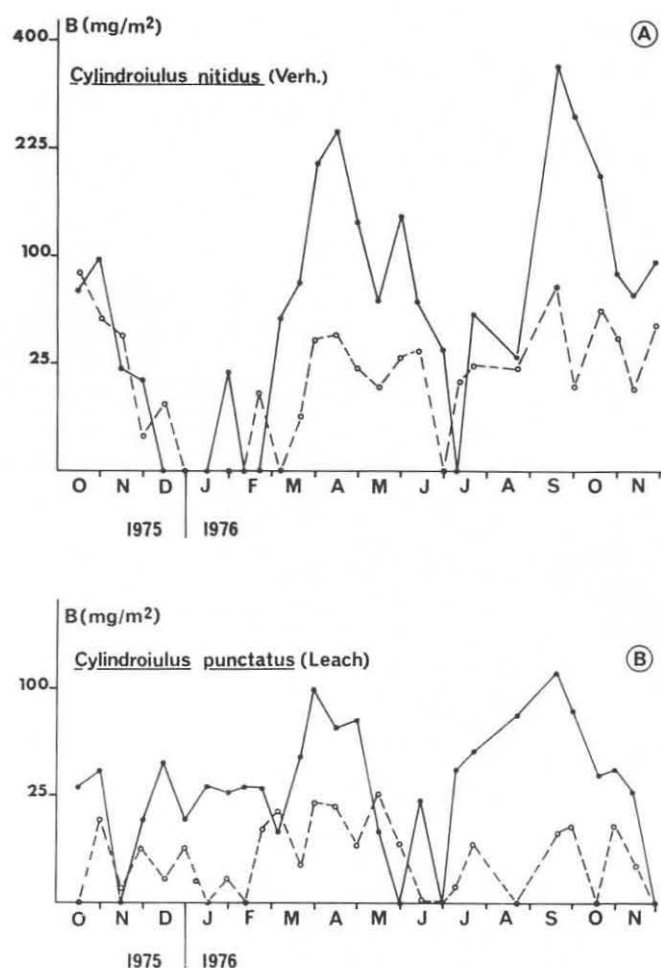 B (mg/m²)
A
400
Cylindroiulus nitidus (Verh.)
225
100
25
O N D J F M A M J J A S O N
1975 1976
B (mg/m²)
Cylindroiulus punctatus (Leach)
B
100
25
O N D J F M A M J J A S O N
1975 1976